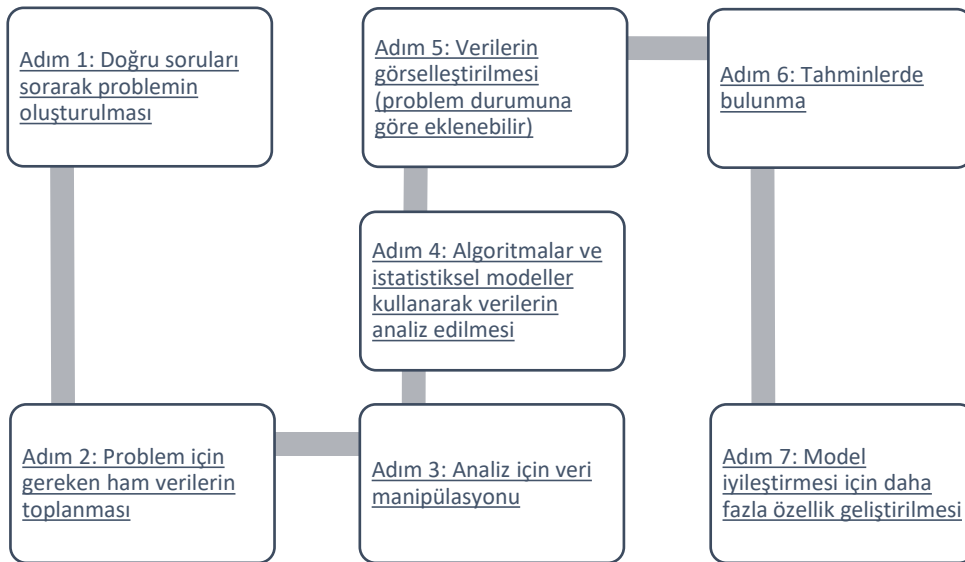 Adım 1: Doğru soruları
sorarak problemin
oluşturulması
Adım 2: Problem için
gereken ham verilerin
toplanması
Adım 3: Analiz için veri
manipülasyonu
Adım 4: Algoritmalar ve
istatistiksel modeller
kullanarak verilerin
analiz edilmesi
Adım 5: Verilerin
görselleştirilmesi
(problem durumuna
göre eklenebilir)
Adım 6: Tahminlerde
bulunma
Adım 7: Model
iyileştirmesi için daha
fazla özellik geliştirilmesi